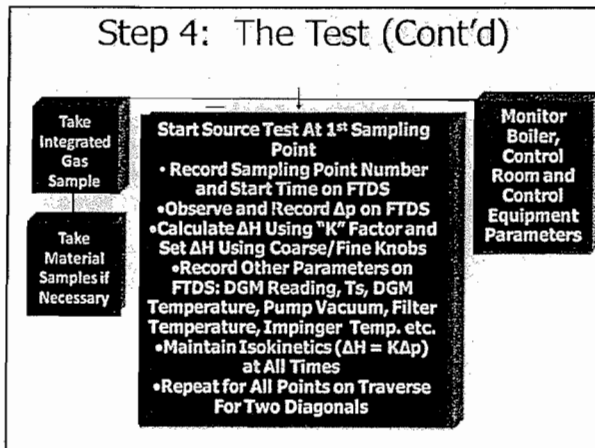 Step 4: The Test (Cont'd)
Take
Integrated
Gas
Sample
Take
Material
Samples if
Necessary
Start Source Test At 1st Sampling
Point
• Record Sampling Point Number
and Start Time on FTDS
•Observe and Record Δp on FTDS
•Calculate ΔH Using "K" Factor and
Set ΔH Using Coarse/Fine Knobs
•Record Other Parameters on
FTDS: DGM Reading, Ts, DGM
Temperature, Pump Vacuum, Filter
Temperature, Impinger Temp. etc.
•Maintain Isokinetics (ΔH = KΔp)
at All Times
•Repeat for All Points on Traverse
For Two Diagonals
Monitor
Boiler,
Control
Room and
Control
Equipment
Parameters